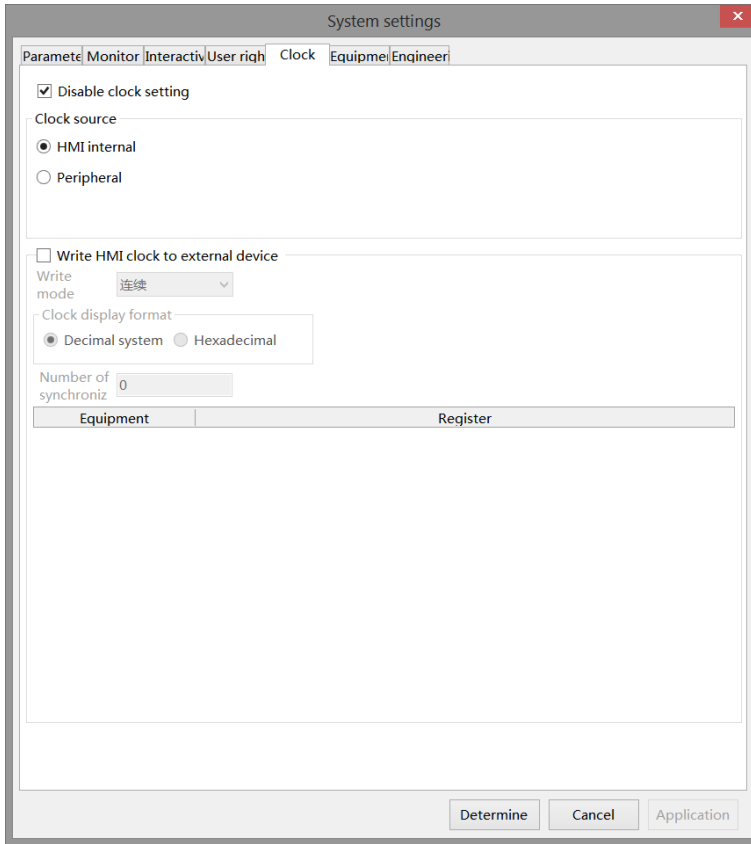 System settings
Paramete Monitor Interactiv User righ Clock Equipmen Engineeri
Disable clock setting
Clock source
HMI internal
Peripheral
Write HMI clock to external device
Write
mode
连续
Clock display format
Decimal system Hexadecimal
Number of
synchroniz
0
Equipment Register
Determine Cancel Application